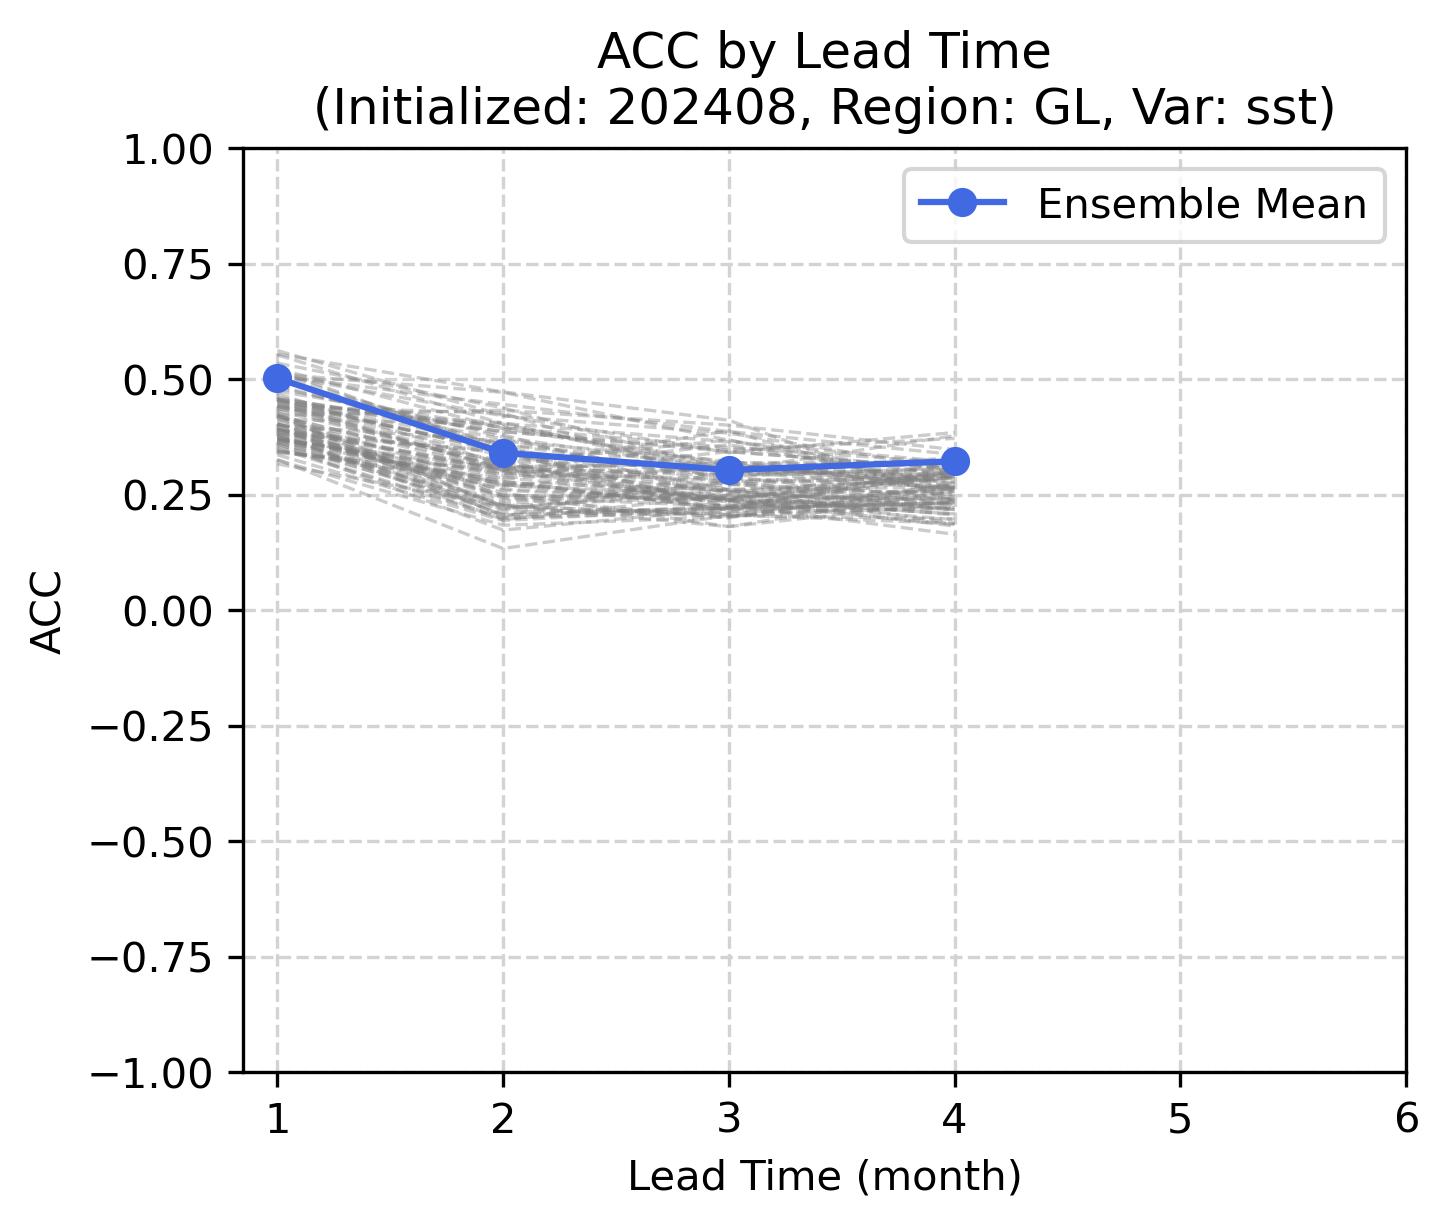 ACC by Lead Time
(Initialized: 202408, Region: GL, Var: sst)
Ensemble Mean
1.00
0.75
0.50
0.25
0.00
−0.25
−0.50
−0.75
−1.00
ACC
1 2 3 4 5 6
Lead Time (month)